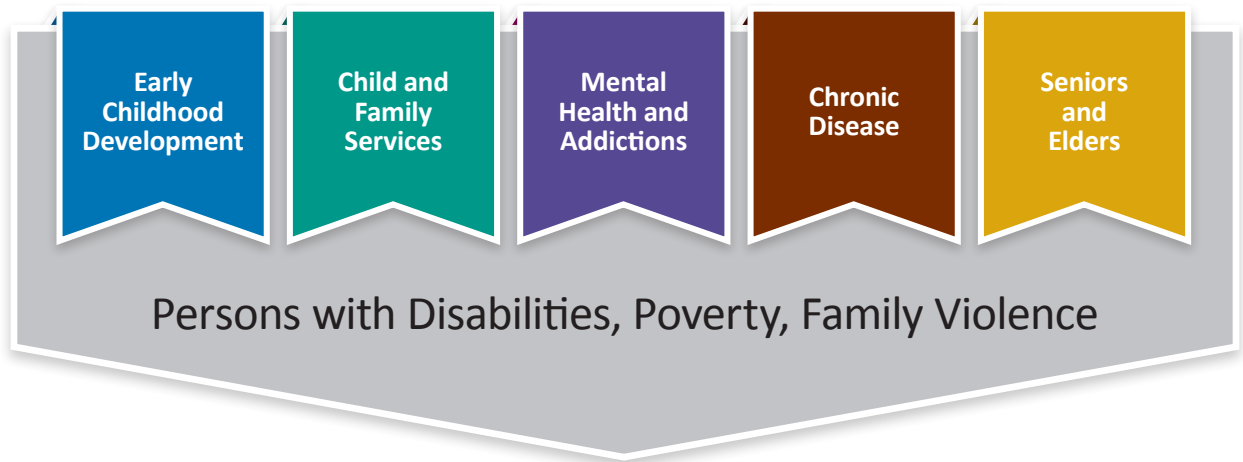 Early
Childhood
Development
Child and
Family
Services
Mental
Health and
Addictions
Chronic
Disease
Seniors
and
Elders
Persons with Disabilities, Poverty, Family Violence